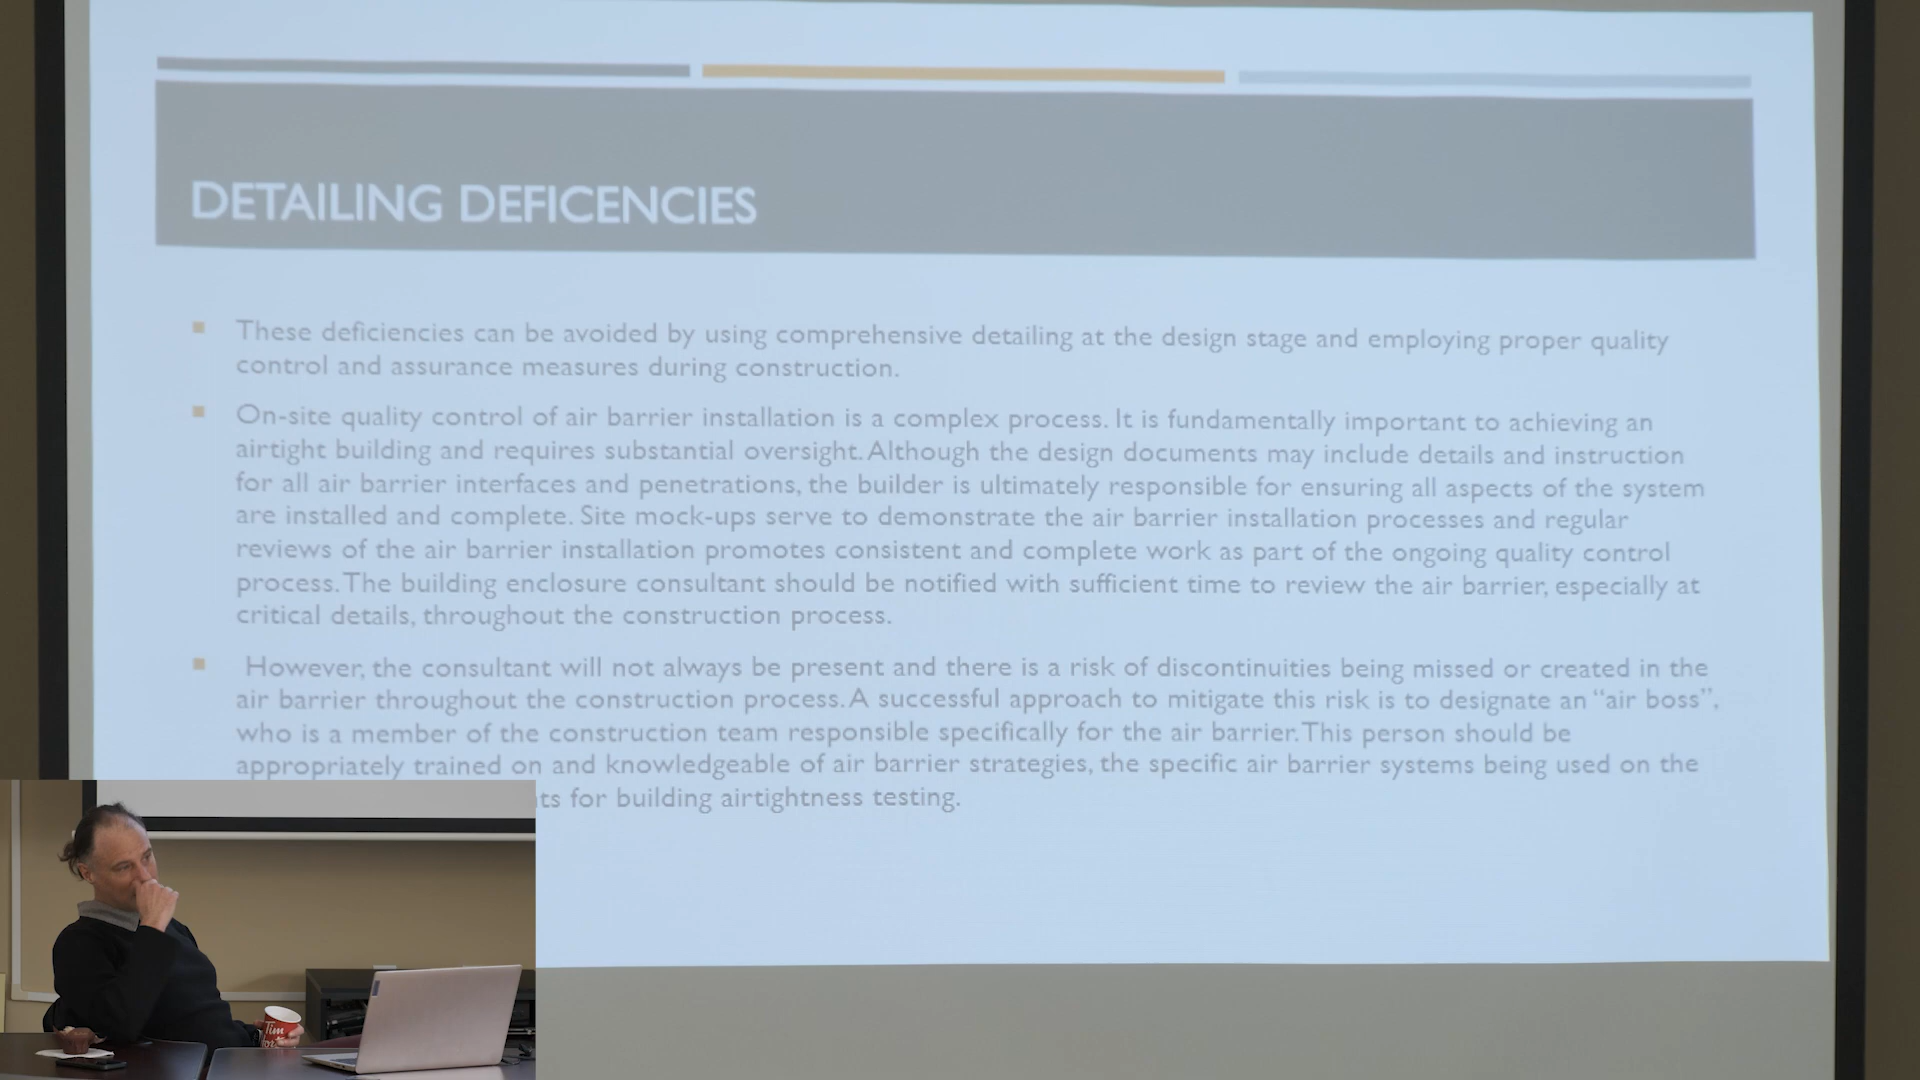 DETAILING DEFICENCIES
These deficiencies can be avoided by using comprehensive detailing at the design stage and employing proper quality
control and assurance measures during construction.
On-site quality control of air barrier installation is a complex process. It is fundamentally important to achieving an
airtight building and requires substantial oversight. Although the design documents may include details and instruction
for all air barrier interfaces and penetrations, the builder is ultimately responsible for ensuring all aspects of the system
are installed and complete. Site mock-ups serve to demonstrate the air barrier installation processes and regular
reviews of the air barrier installation promotes consistent and complete work as part of the ongoing quality control
process. The building enclosure consultant should be notified with sufficient time to review the air barrier, especially at
critical details, throughout the construction process.
However, the consultant will not always be present and there is a risk of discontinuities being missed or created in the
air barrier throughout the construction process. A successful approach to mitigate this risk is to designate an “air boss”,
who is a member of the construction team responsible specifically for the air barrier. This person should be
appropriately trained on and knowledgeable of air barrier strategies, the specific air barrier systems being used on the
ts for building airtightness testing.
Tim